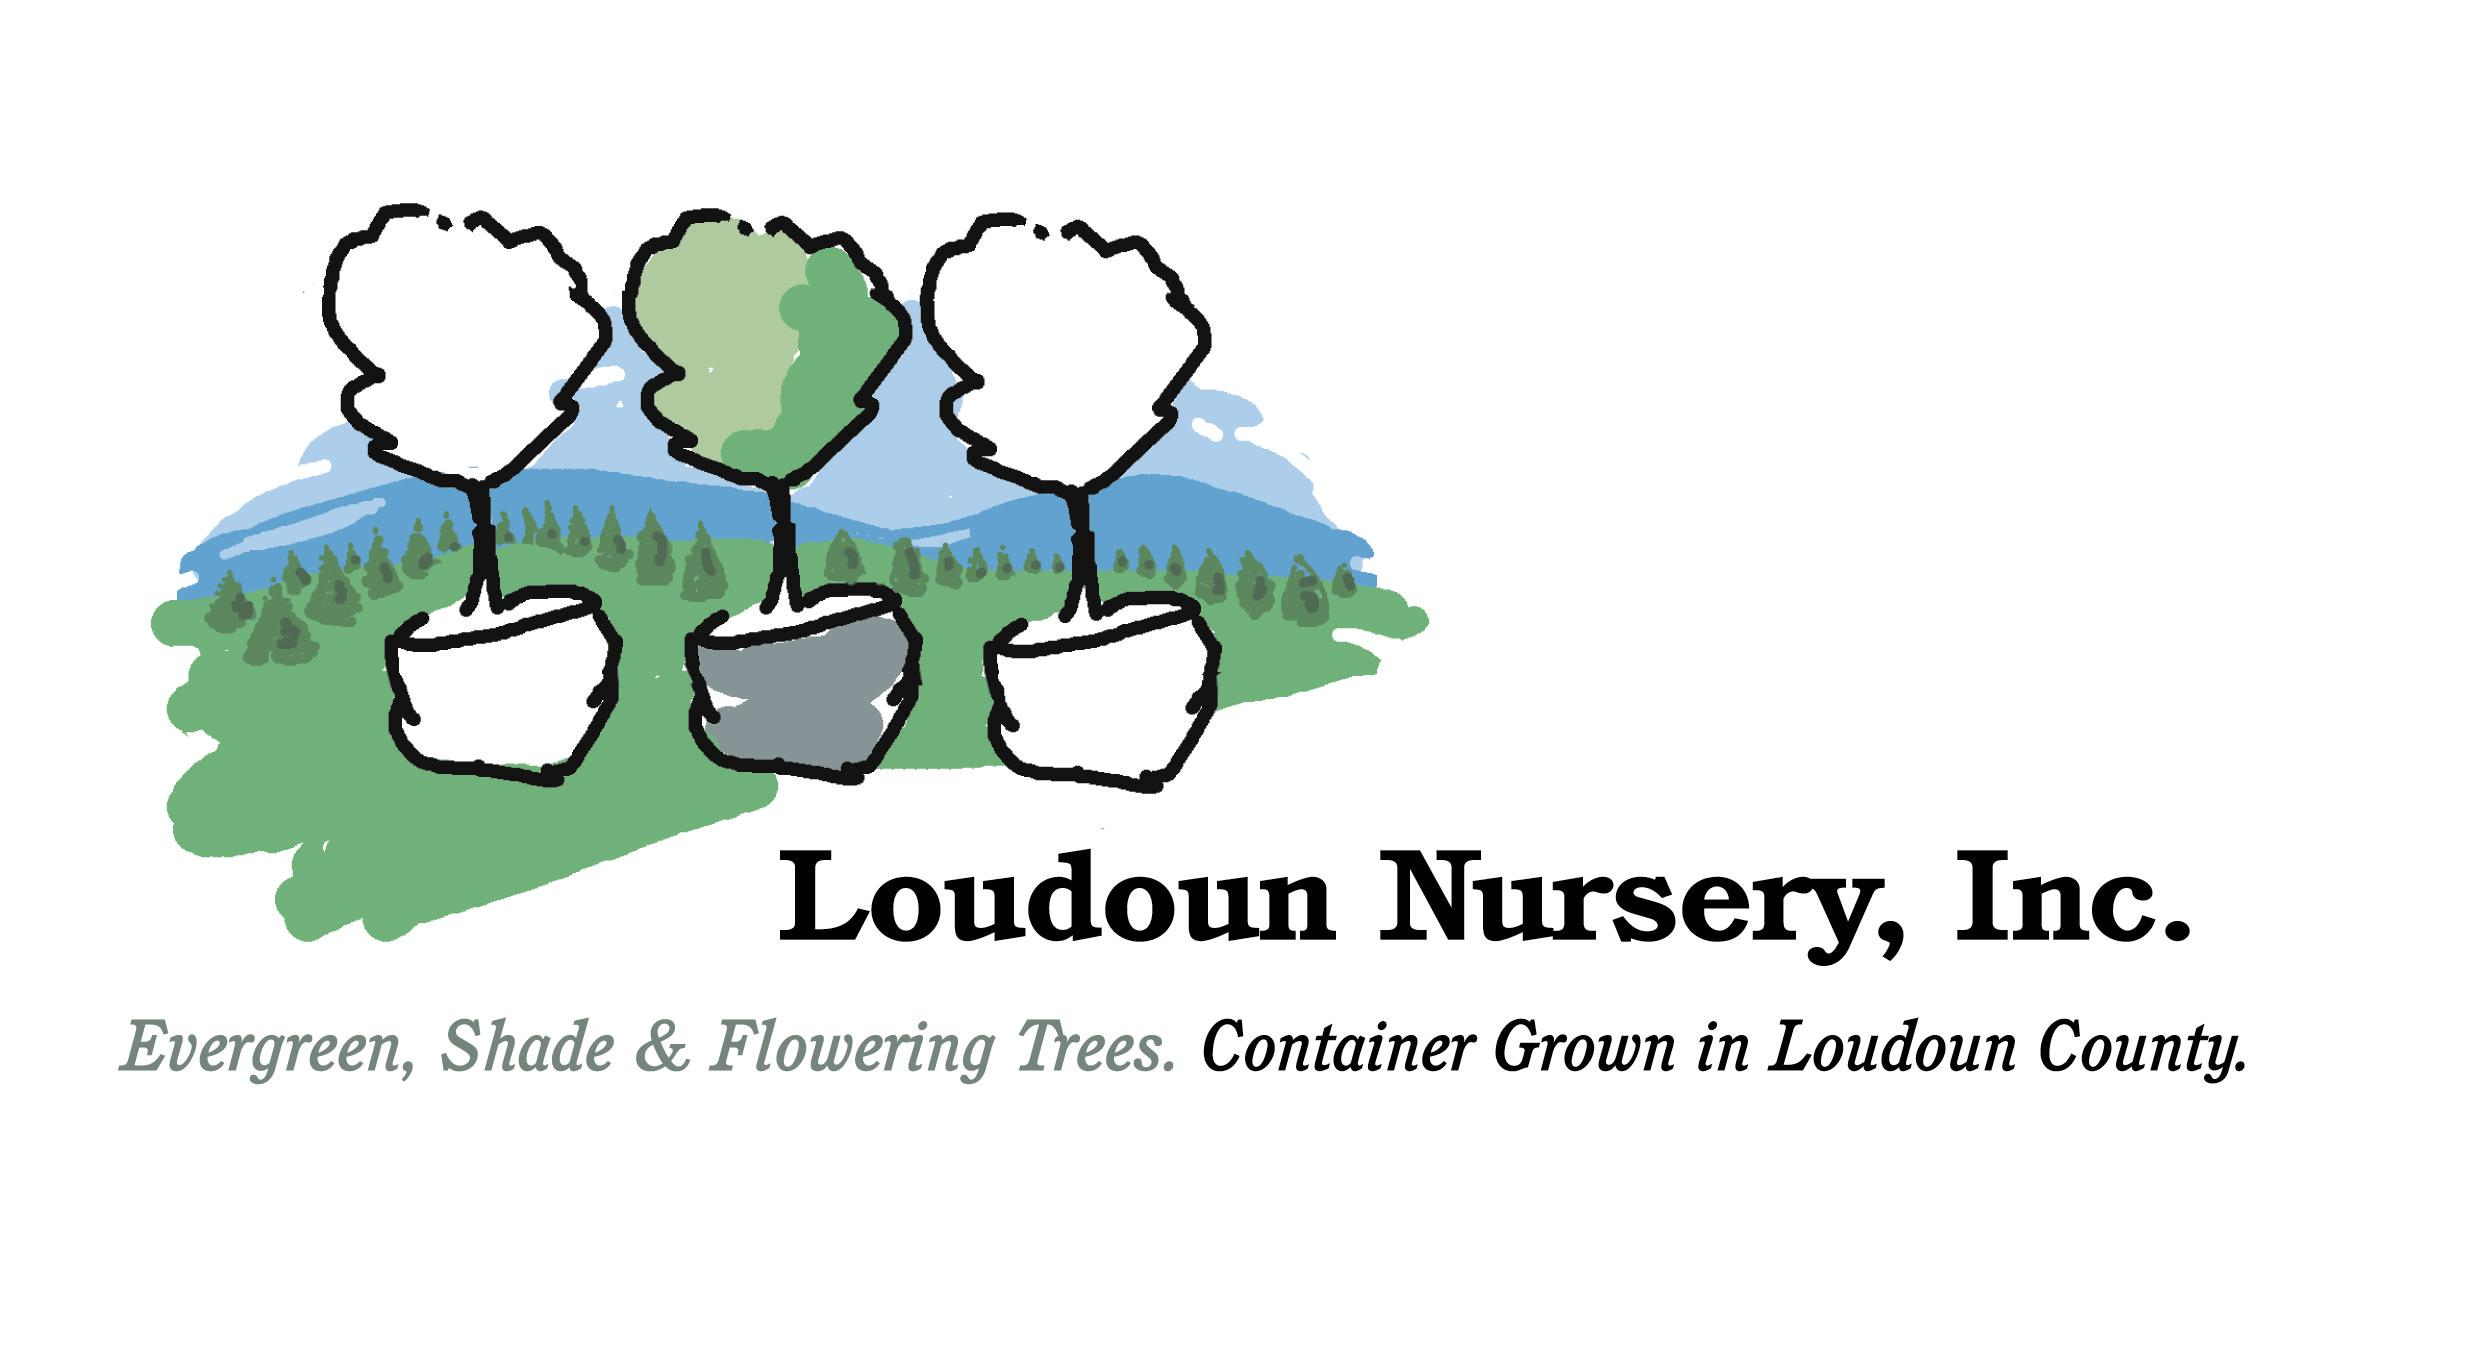 Loudoun Nursery, Inc.
Evergreen, Shade & Flowering Trees. Container Grown in Loudoun County.